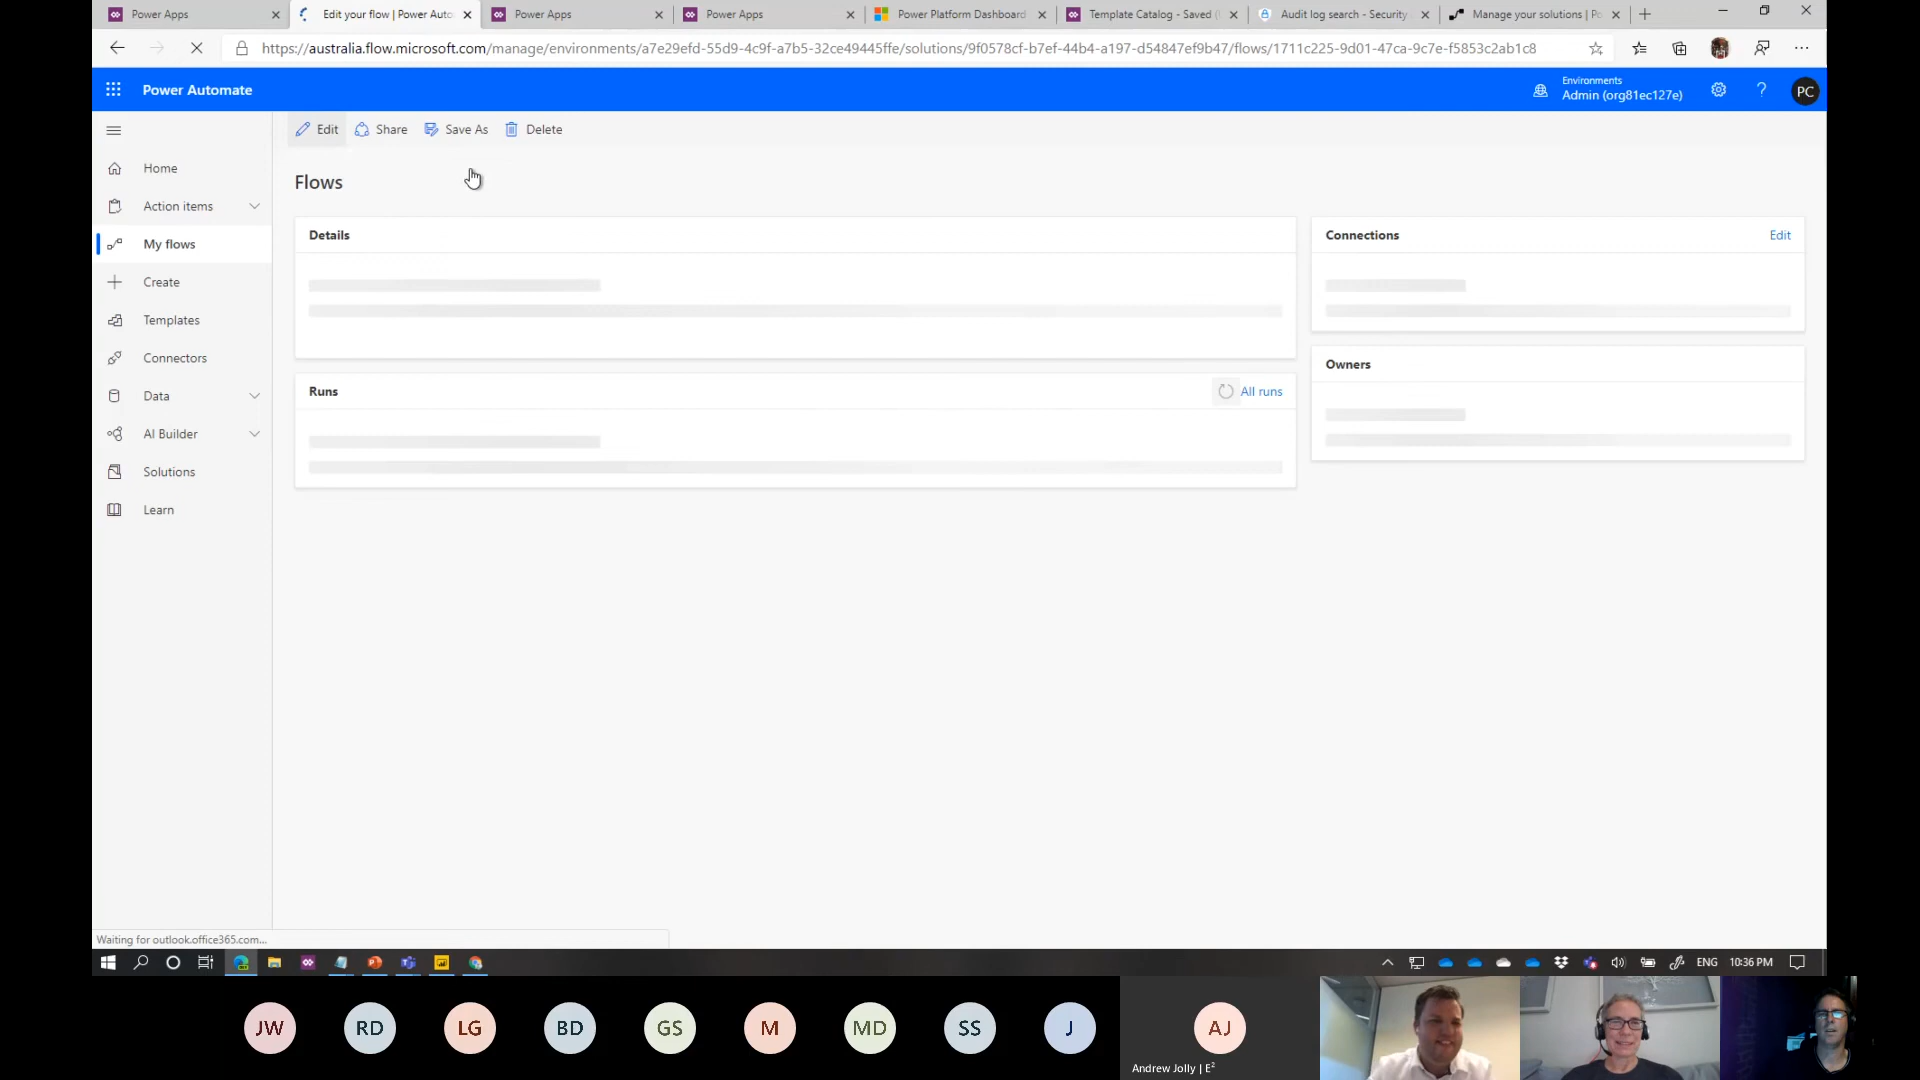 Power Apps
Edit your flow | Power Auto
Power Apps
Power Apps
Power Platform Dashboard
Template Catalog - Saved (
Audit log search - Security
Manage your solutions | Po
https://australia.flow.microsoft.com/manage/environments/a7e29efd-55d9-4c9f-a7b5-32ce49445ffe/solutions/9f0578cf-b7ef-44b4-a197-d54847ef9b47/flows/1711c225-9d01-47ca-9c7e-f5853c2ab1c8
Power Automate
Environments
Admin (org81ec127e)
?
PC
Edit
Share
Save As
Delete
Home
Action items
My flows
Create
Templates
Connectors
Data
AI Builder
Solutions
Learn
Flows
Details
Connections
Edit
Runs
All runs
Owners
Waiting for outlook.office365.com...
ENG
10:36 PM
JW
RD
LG
BD
GS
M
MD
SS
J
AJ
Andrew Jolly | E²